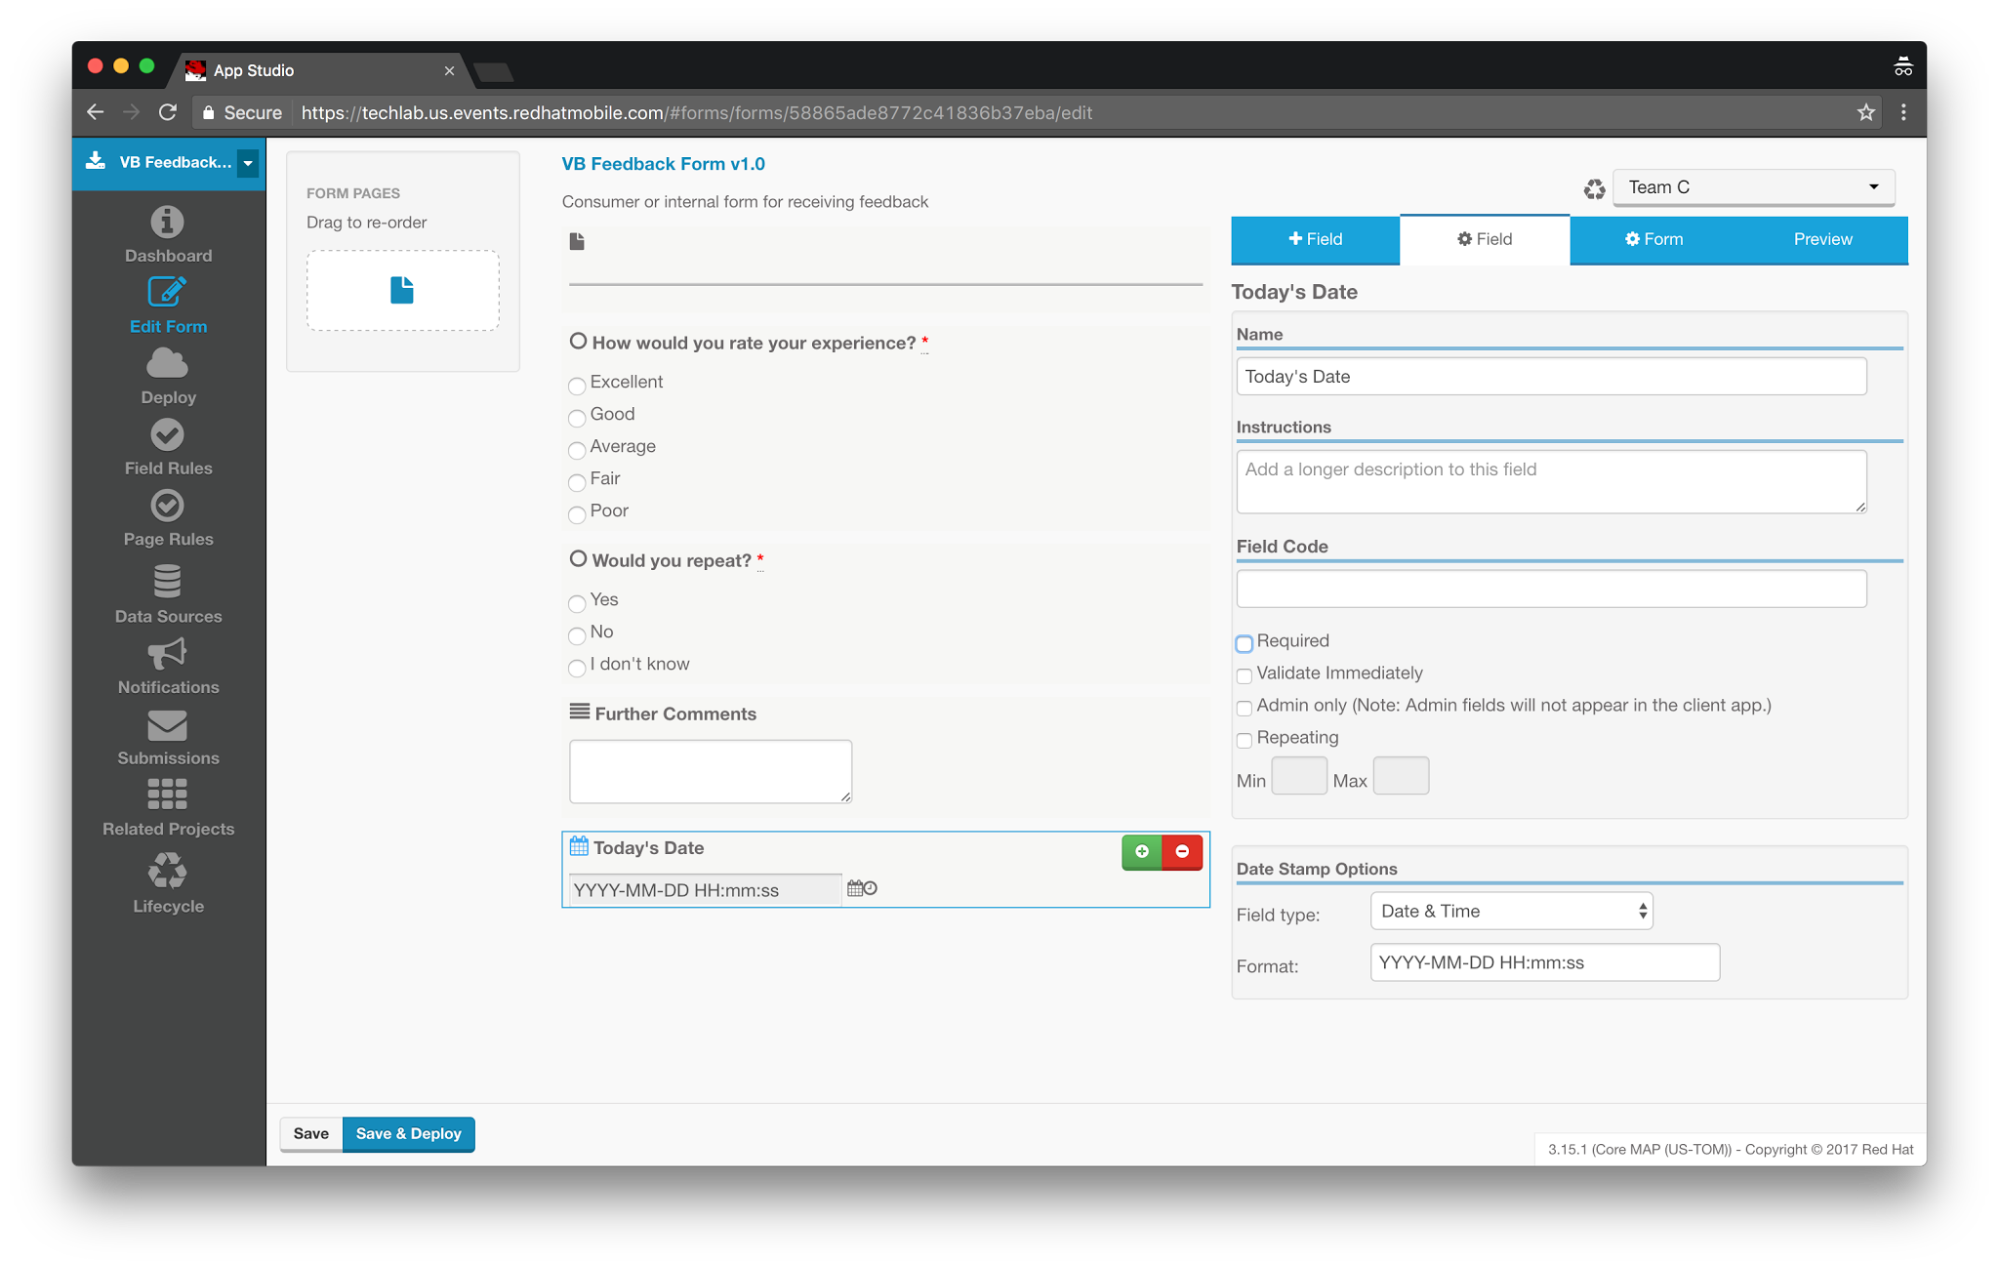 App Studio
Secure https://techlab.us.events.redhatmobile.com/#forms/forms/58865ade8772c41836b37eba/edit
VB Feedback...
Dashboard
Edit Form
Deploy
Field Rules
Page Rules
Data Sources
Notifications
Submissions
Related Projects
Lifecycle
FORM PAGES
Drag to re-order
VB Feedback Form v1.0
Consumer or internal form for receiving feedback
How would you rate your experience? *
Excellent
Good
Average
Fair
Poor
Would you repeat? *
Yes
No
I don't know
Further Comments
Today's Date
YYYY-MM-DD HH:mm:ss
Team C
Field
Field
Form
Preview
Today's Date
Name
Today's Date
Instructions
Add a longer description to this field
Field Code
Required
Validate Immediately
Admin only (Note: Admin fields will not appear in the client app.)
Repeating
Min Max
Date Stamp Options
Field type: Date & Time
Format: YYYY-MM-DD HH:mm:ss
Save Save & Deploy
3.15.1 (Core MAP (US-TOM)) - Copyright © 2017 Red Hat